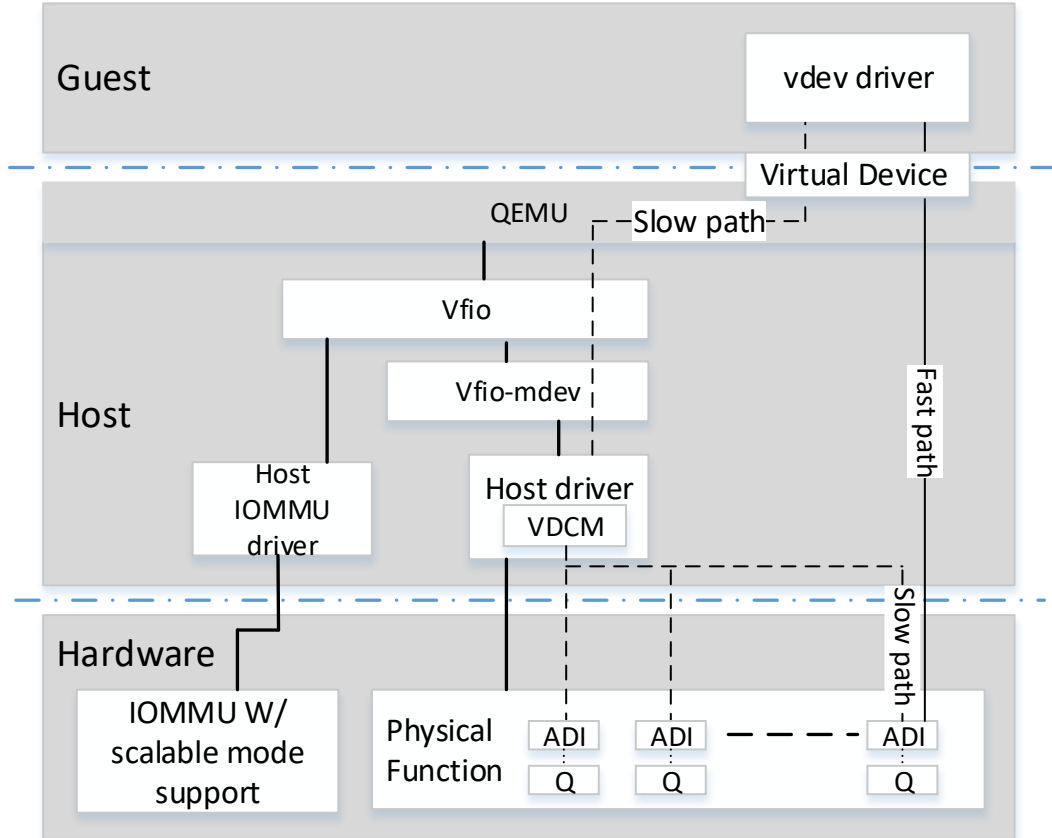 Guest
vdev driver
Virtual Device
QEMU
Slow path
Vfio
Vfio-mdev
Fast path
Host
Host
IOMMU
driver
Host driver
VDCM
Slow path
Hardware
IOMMU W/
scalable mode
support
Physical
Function
ADI
ADI
ADI
Q
Q
Q